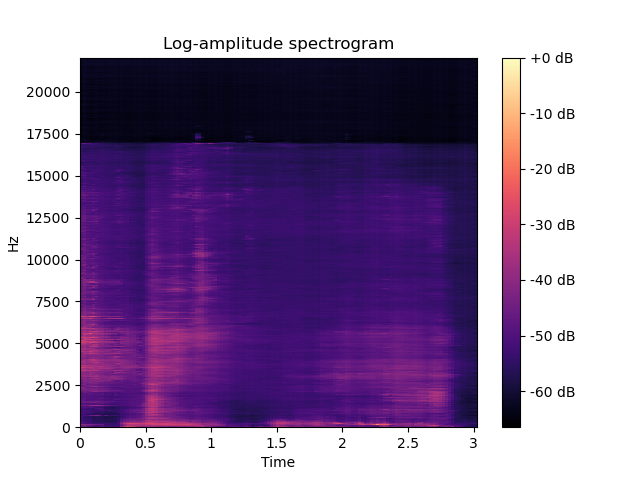 Log-amplitude spectrogram
Hz
20000
17500
15000
12500
10000
7500
5000
2500
0
0
0.5
1
1.5
2
2.5
3
Time
+0 dB
-10 dB
-20 dB
-30 dB
-40 dB
-50 dB
-60 dB